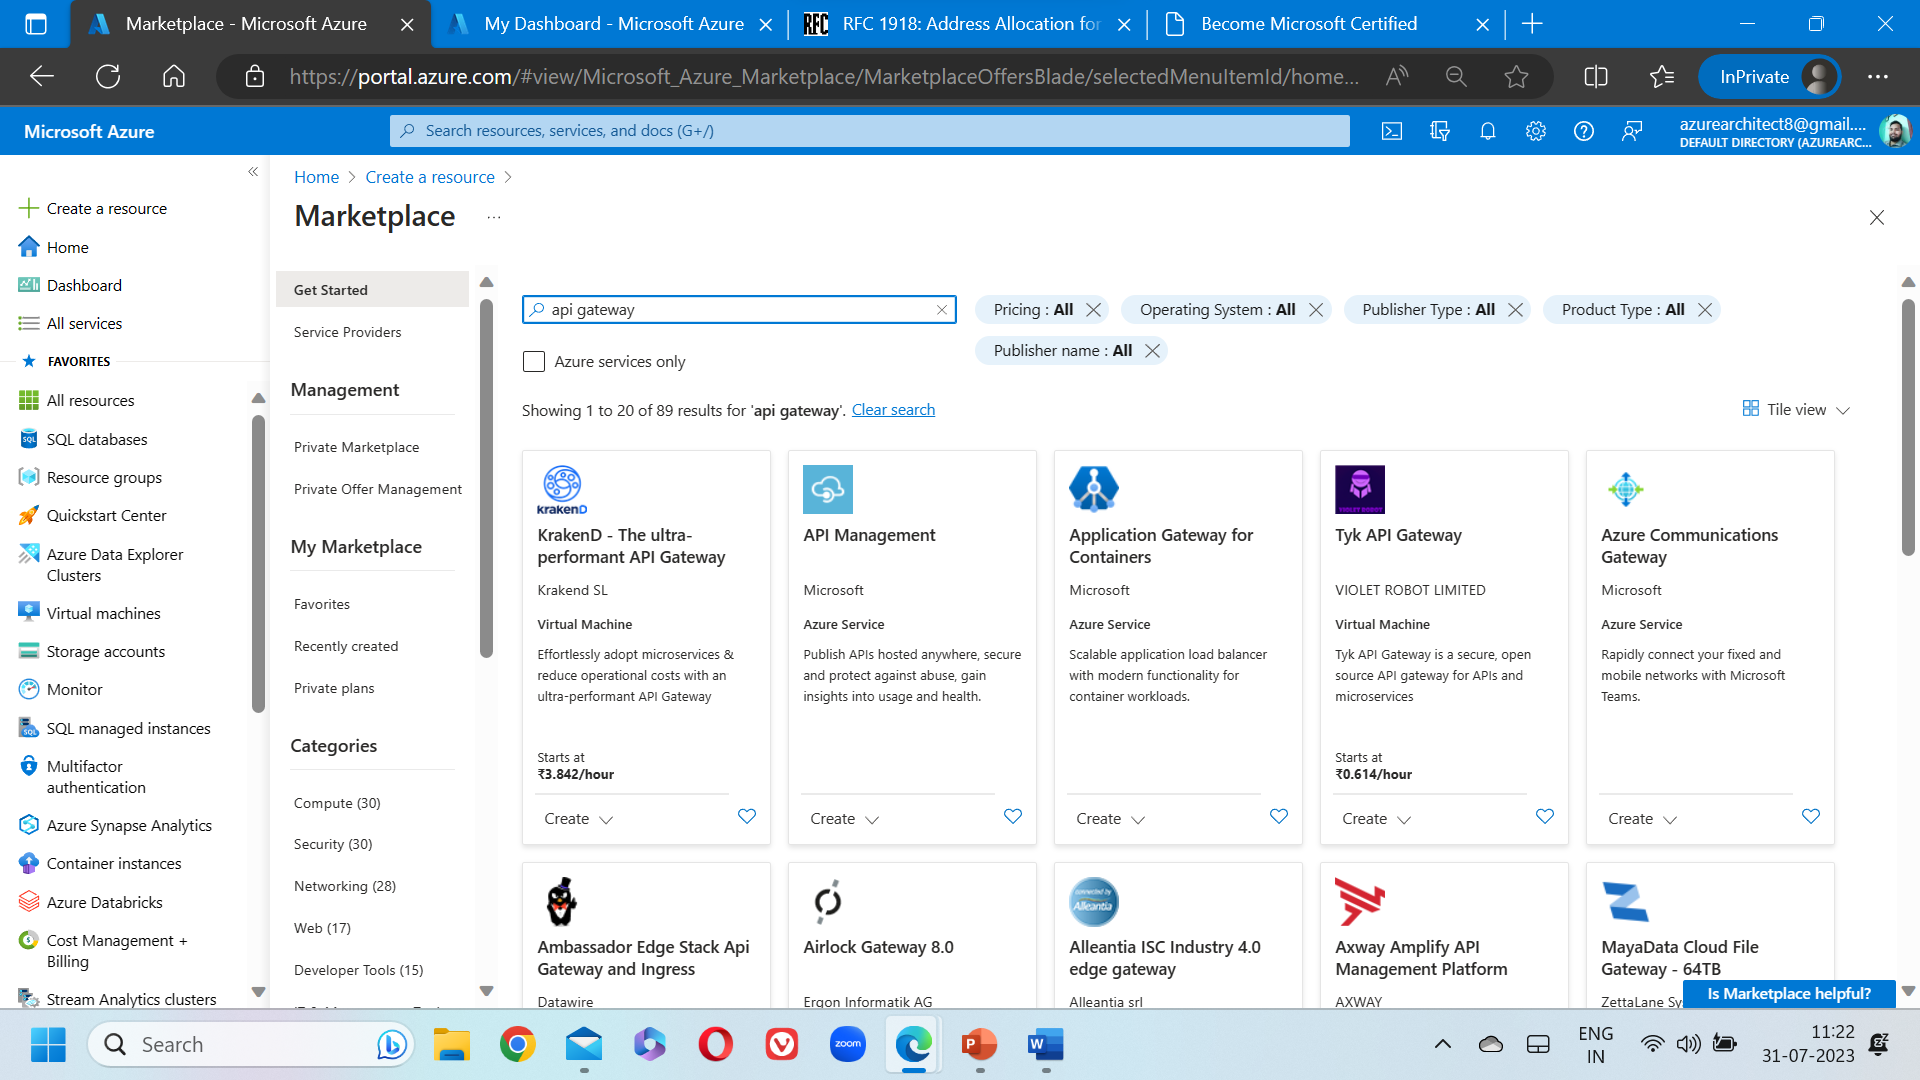 Marketplace - Microsoft Azure
My Dashboard - Microsoft Azure
RFC
RFC 1918: Address Allocation for
Become Microsoft Certified
https://portal.azure.com/#view/Microsoft_Azure_Marketplace/MarketplaceOffersBlade/selectedMenuItemId/home...
InPrivate
Microsoft Azure
Search resources, services, and docs (G+/)
azurearchitect8@gmail....
DEFAULT DIRECTORY (AZUREARC...
Create a resource
Home
Dashboard
All services
FAVORITES
All resources
SQL databases
Resource groups
Quickstart Center
Azure Data Explorer
Clusters
Virtual machines
Storage accounts
Monitor
SQL managed instances
Multifactor
authentication
Azure Synapse Analytics
Container instances
Azure Databricks
Cost Management +
Billing
Stream Analytics clusters
Home > Create a resource >
Marketplace ...
Get Started
Service Providers
Management
Private Marketplace
Private Offer Management
My Marketplace
Favorites
Recently created
Private plans
Categories
Compute (30)
Security (30)
Networking (28)
Web (17)
Developer Tools (15)
api gateway
Pricing : All
Operating System : All
Publisher Type : All
Product Type : All
Publisher name : All
Azure services only
Showing 1 to 20 of 89 results for 'api gateway'. Clear search
Tile view
krakenD
KrakenD - The ultra-
performant API Gateway
Krakend SL
Virtual Machine
Effortlessly adopt microservices &
reduce operational costs with an
ultra-performant API Gateway
Starts at
₹3.842/hour
Create
API Management
Microsoft
Azure Service
Publish APIs hosted anywhere, secure
and protect against abuse, gain
insights into usage and health.
Create
Application Gateway for
Containers
Microsoft
Azure Service
Scalable application load balancer
with modern functionality for
container workloads.
Create
VIOLET ROBOT
Tyk API Gateway
VIOLET ROBOT LIMITED
Virtual Machine
Tyk API Gateway is a secure, open
source API gateway for APIs and
microservices
Starts at
₹0.614/hour
Create
Azure Communications
Gateway
Microsoft
Azure Service
Rapidly connect your fixed and
mobile networks with Microsoft
Teams.
Create
Ambassador Edge Stack Api
Gateway and Ingress
Datawire
Airlock Gateway 8.0
Ergon Informatik AG
connected by
Alleantia
Alleantia ISC Industry 4.0
edge gateway
Alleantia srl
Axway Amplify API
Management Platform
AXWAY
MayaData Cloud File
Gateway - 64TB
ZettaLane Sy
Is Marketplace helpful?
Search
zoom
ENG
IN
11:22
31-07-2023